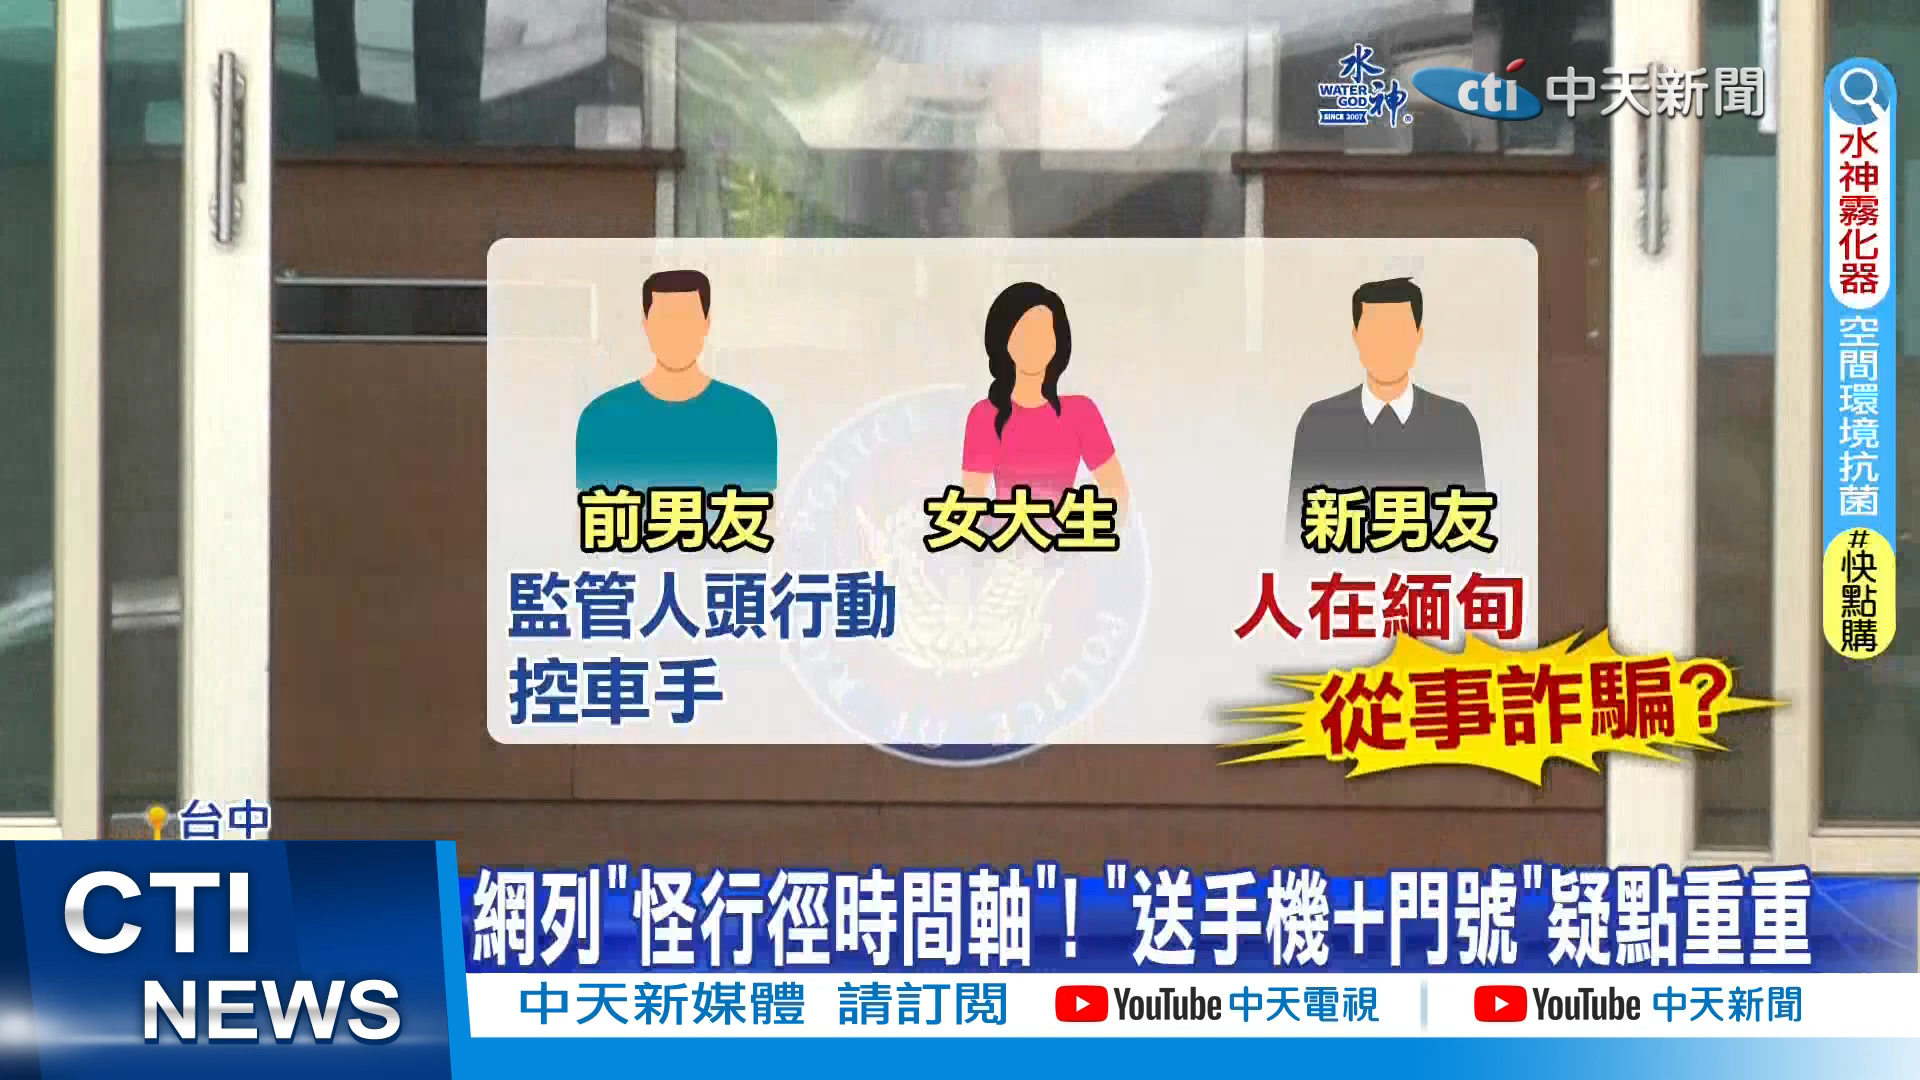 水神
WATER
GOD
SINCE 2007
cti 中天新聞
水神霧化器
空間環境抗菌
#快點購
前男友
女大生
新男友
監管人頭行動
控車手
人在緬甸
從事詐騙?
台中
CTI
NEWS
網列"怪行徑時間軸"! "送手機+門號"疑點重重
中天新媒體 請訂閱 YouTube 中天電視 | YouTube 中天新聞